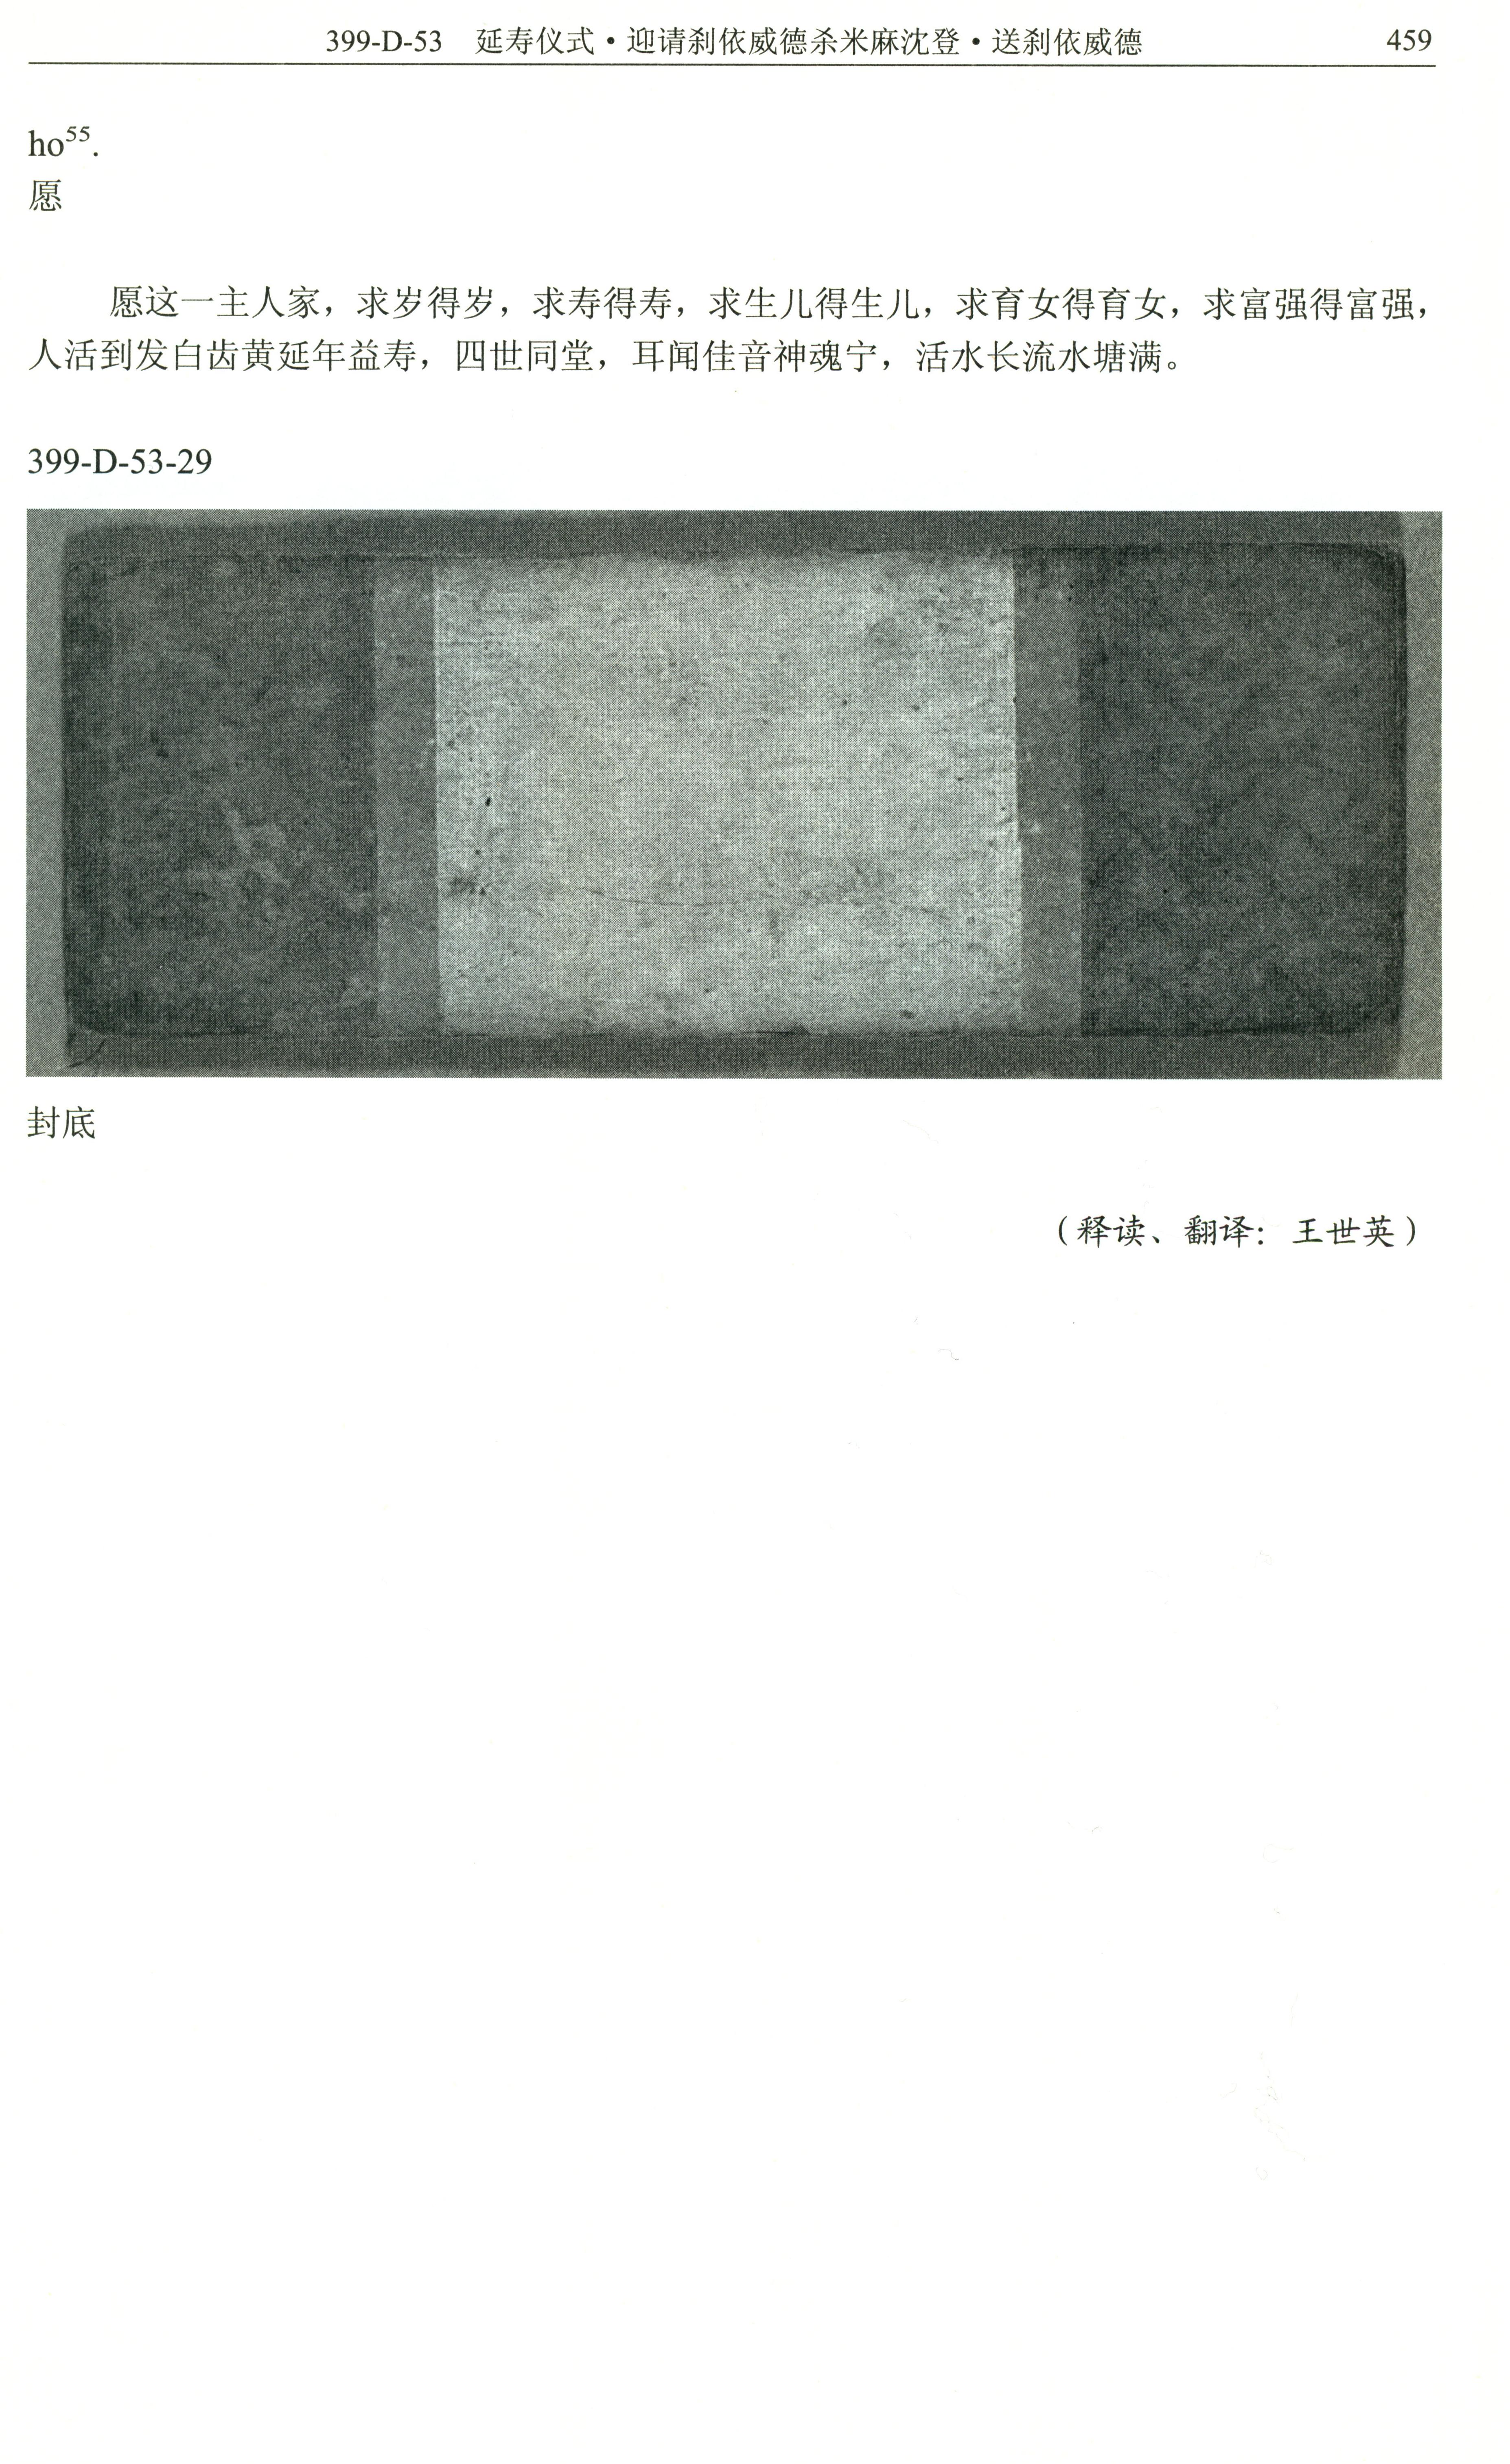 399-D-53 延寿仪式·迎请刹依威德杀米麻沈登·送刹依威德 459
ho⁵⁵.
愿
愿这一主人家，求岁得岁，求寿得寿，求生儿得生儿，求育女得育女，求富强得富强，
人活到发白齿黄延年益寿，四世同堂，耳闻佳音神魂宁，活水长流水塘满。
399-D-53-29
封底
（释读、翻译：王世英）